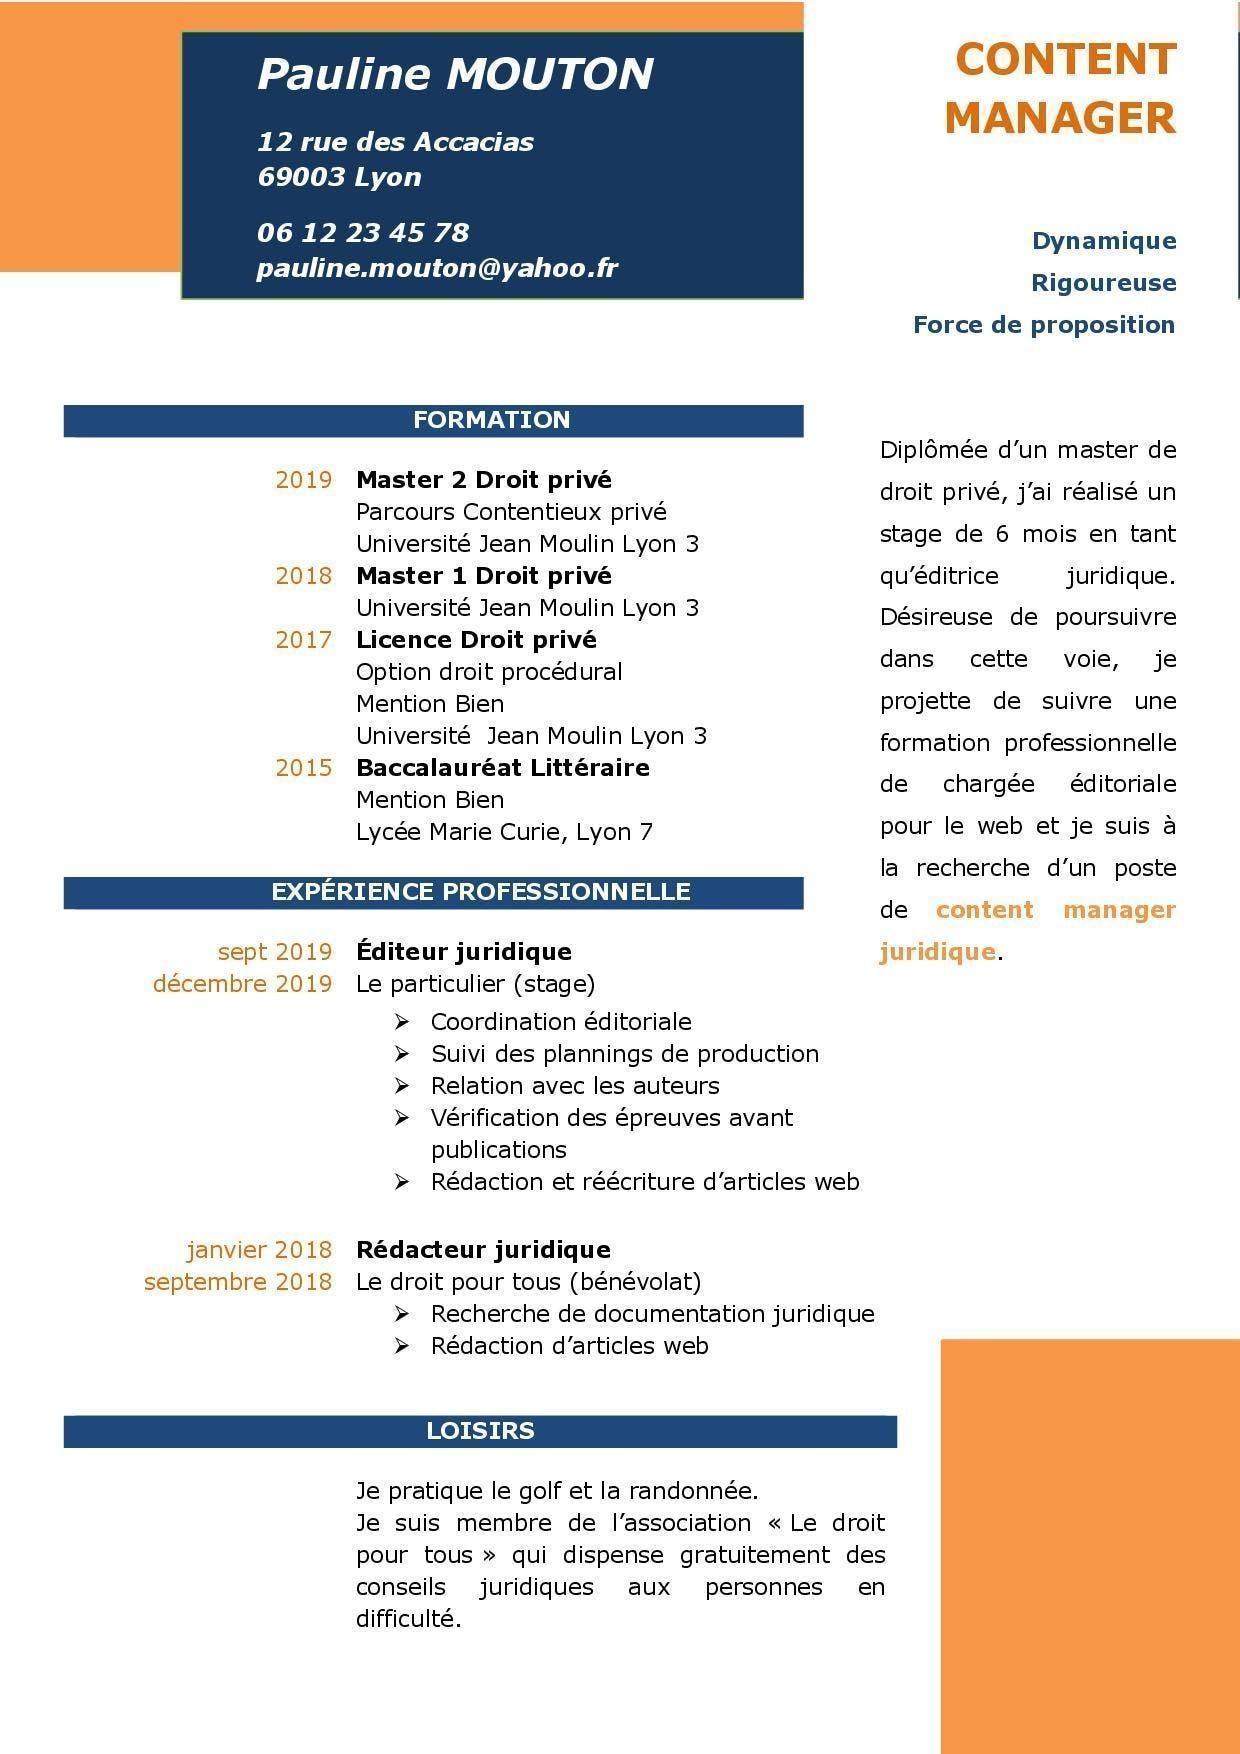 Pauline MOUTON
12 rue des Accacias
69003 Lyon
06 12 23 45 78
pauline.mouton@yahoo.fr
CONTENT
MANAGER
Dynamique
Rigoureuse
Force de proposition
FORMATION
2019 Master 2 Droit privé
Parcours Contentieux privé
Université Jean Moulin Lyon 3
2018 Master 1 Droit privé
Université Jean Moulin Lyon 3
2017 Licence Droit privé
Option droit procédural
Mention Bien
Université Jean Moulin Lyon 3
2015 Baccalauréat Littéraire
Mention Bien
Lycée Marie Curie, Lyon 7
EXPÉRIENCE PROFESSIONNELLE
sept 2019 Éditeur juridique
décembre 2019 Le particulier (stage)
➢ Coordination éditoriale
➢ Suivi des plannings de production
➢ Relation avec les auteurs
➢ Vérification des épreuves avant
publications
➢ Rédaction et réécriture d’articles web
janvier 2018 Rédacteur juridique
septembre 2018 Le droit pour tous (bénévolat)
➢ Recherche de documentation juridique
➢ Rédaction d’articles web
LOISIRS
Je pratique le golf et la randonnée.
Je suis membre de l’association « Le droit
pour tous » qui dispense gratuitement des
conseils juridiques aux personnes en
difficulté.
Diplômée d’un master de
droit privé, j’ai réalisé un
stage de 6 mois en tant
qu’éditrice juridique.
Désireuse de poursuivre
dans cette voie, je
projette de suivre une
formation professionnelle
de chargée éditoriale
pour le web et je suis à
la recherche d’un poste
de content manager
juridique.